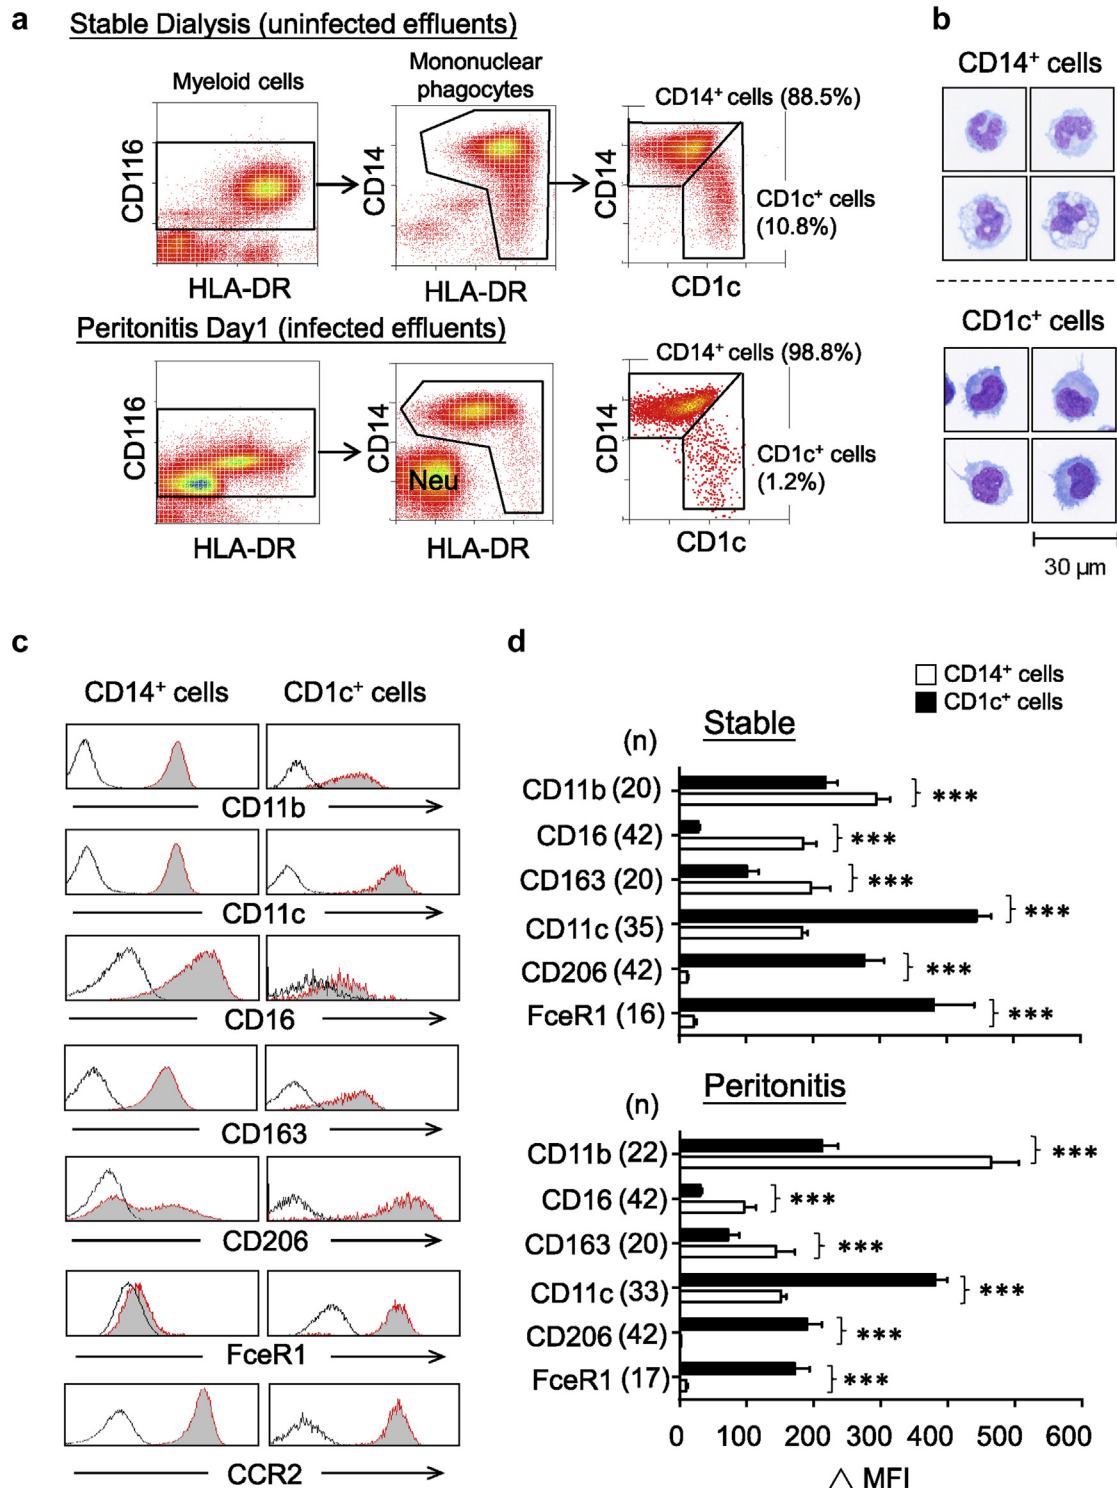 a
Stable Dialysis (uninfected effluents)
Myeloid cells
Mononuclear
phagocytes
CD14⁺ cells (88.5%)
CD116
CD14
CD14
CD1c⁺ cells
(10.8%)
HLA-DR
HLA-DR
CD1c
Peritonitis Day1 (infected effluents)
CD14⁺ cells (98.8%)
CD116
CD14
Neu
CD14
CD1c⁺ cells
(1.2%)
HLA-DR
HLA-DR
CD1c
b
CD14⁺ cells
CD1c⁺ cells
30 µm
c
CD14⁺ cells
CD1c⁺ cells
CD11b
CD11c
CD16
CD163
CD206
FceR1
CCR2
d
CD14⁺ cells
CD1c⁺ cells
(n)
Stable
CD11b (20)
***
CD16 (42)
***
CD163 (20)
***
CD11c (35)
***
CD206 (42)
***
FceR1 (16)
***
(n)
Peritonitis
CD11b (22)
***
CD16 (42)
***
CD163 (20)
***
CD11c (33)
***
CD206 (42)
***
FceR1 (17)
***
0 100 200 300 400 500 600
△ MFI